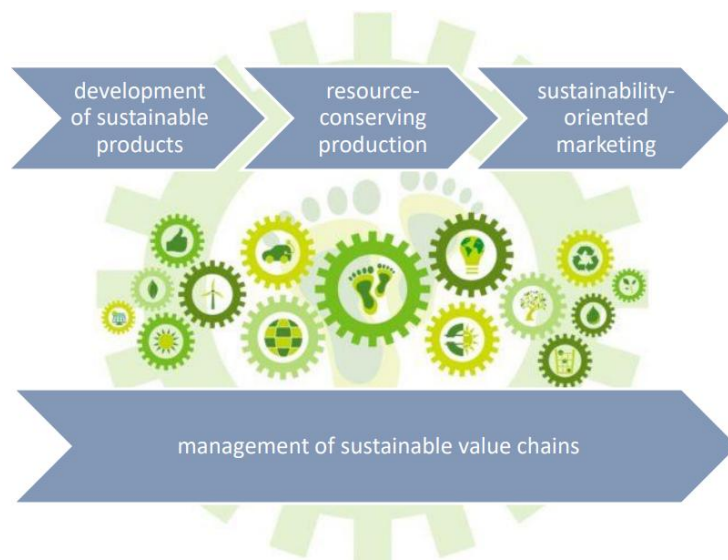 development
of sustainable
products
resource-
conserving
production
sustainability-
oriented
marketing
management of sustainable value chains